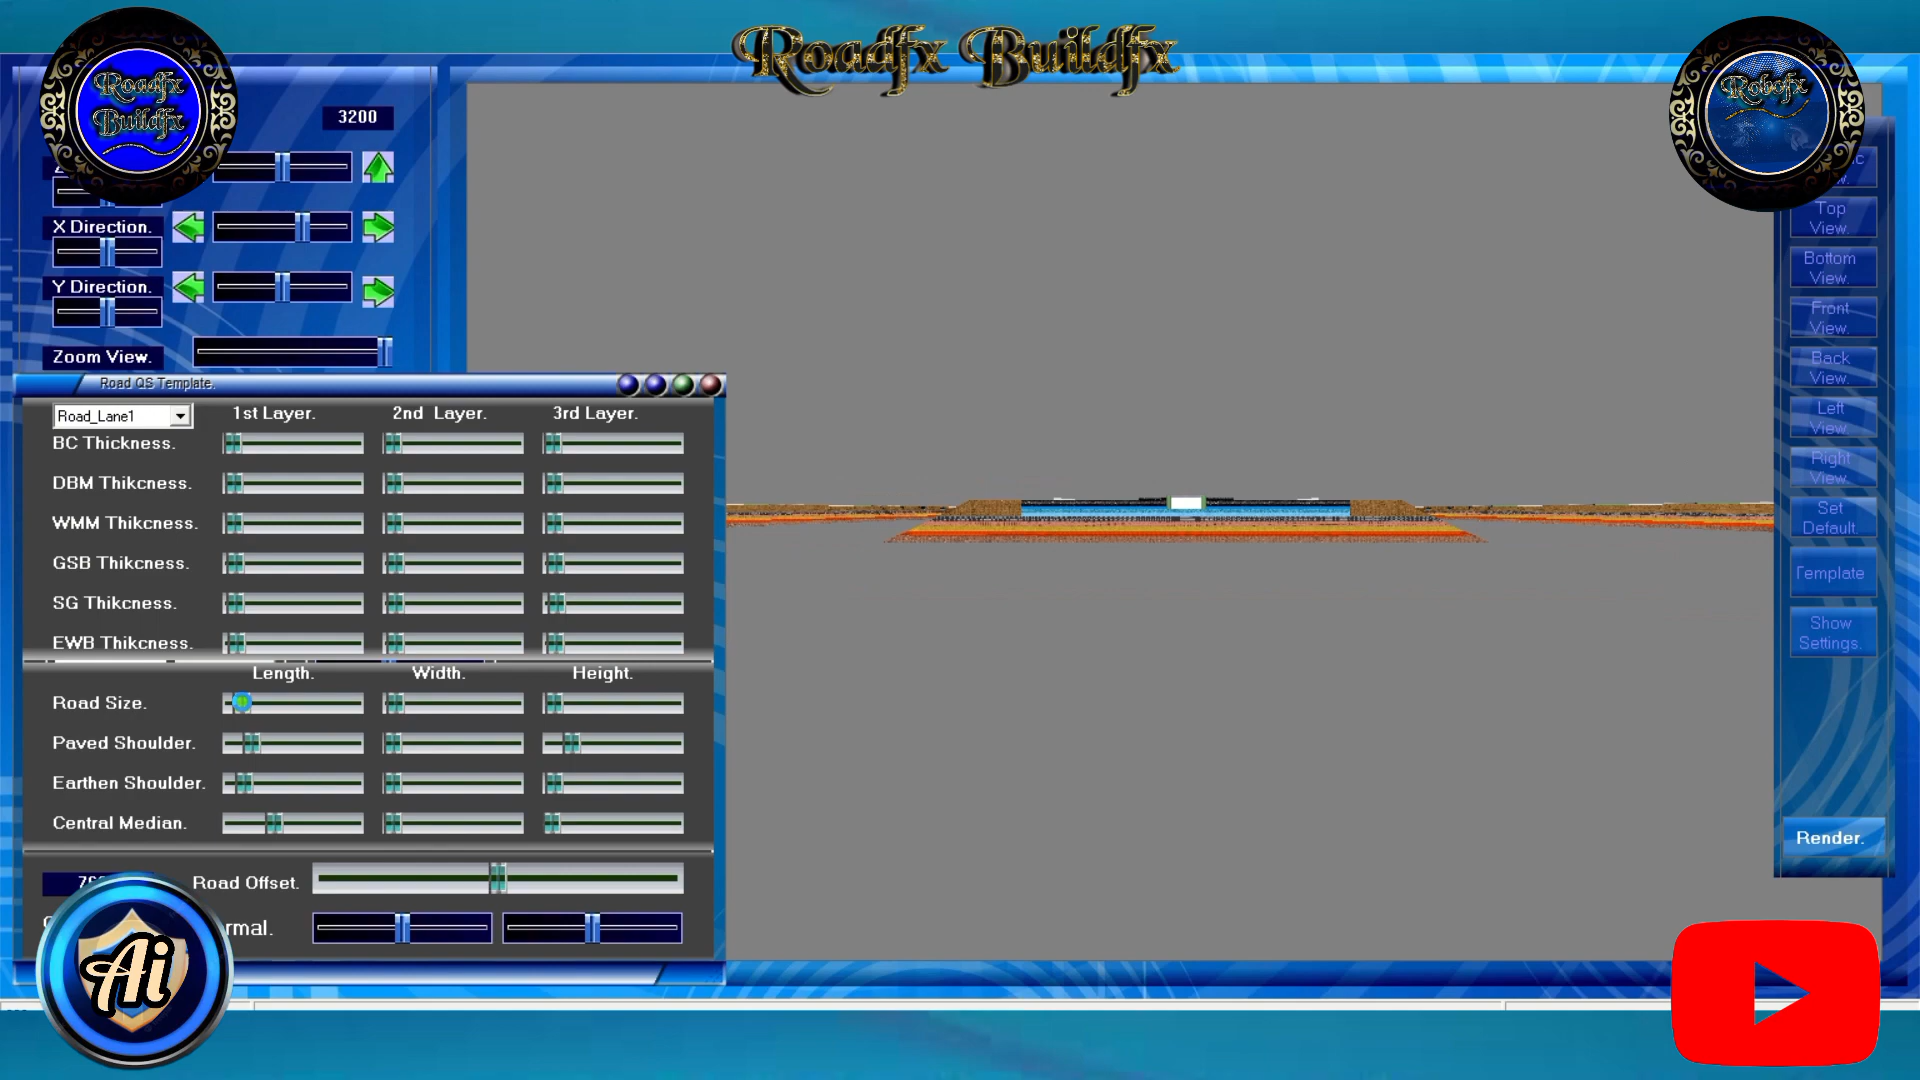 Roadfx Buildfx
Roadfx
Buildfx
Robofx
3200
X Direction.
Y Direction.
Zoom View.
Top
View.
Bottom
View.
Front
View.
Back
View.
Left
View.
Right
View.
Set
Default.
Template
Show
Settings.
Render.
Road QS Template.
Road_Lane1
1st Layer.
2nd Layer.
3rd Layer.
BC Thickness.
DBM Thikcness.
WMM Thikcness.
GSB Thikcness.
SG Thikcness.
EWB Thikcness.
Length.
Width.
Height.
Road Size.
Paved Shoulder.
Earthen Shoulder.
Central Median.
Road Offset.
rmal.
Ai